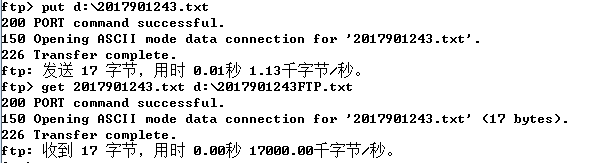 ftp> put d:\2017901243.txt
200 PORT command successful.
150 Opening ASCII mode data connection for '2017901243.txt'.
226 Transfer complete.
ftp: 发送 17 字节，用时 0.01秒 1.13千字节/秒。
ftp> get 2017901243.txt d:\2017901243FTP.txt
200 PORT command successful.
150 Opening ASCII mode data connection for '2017901243.txt' (17 bytes).
226 Transfer complete.
ftp: 收到 17 字节，用时 0.00秒 17000.00千字节/秒。